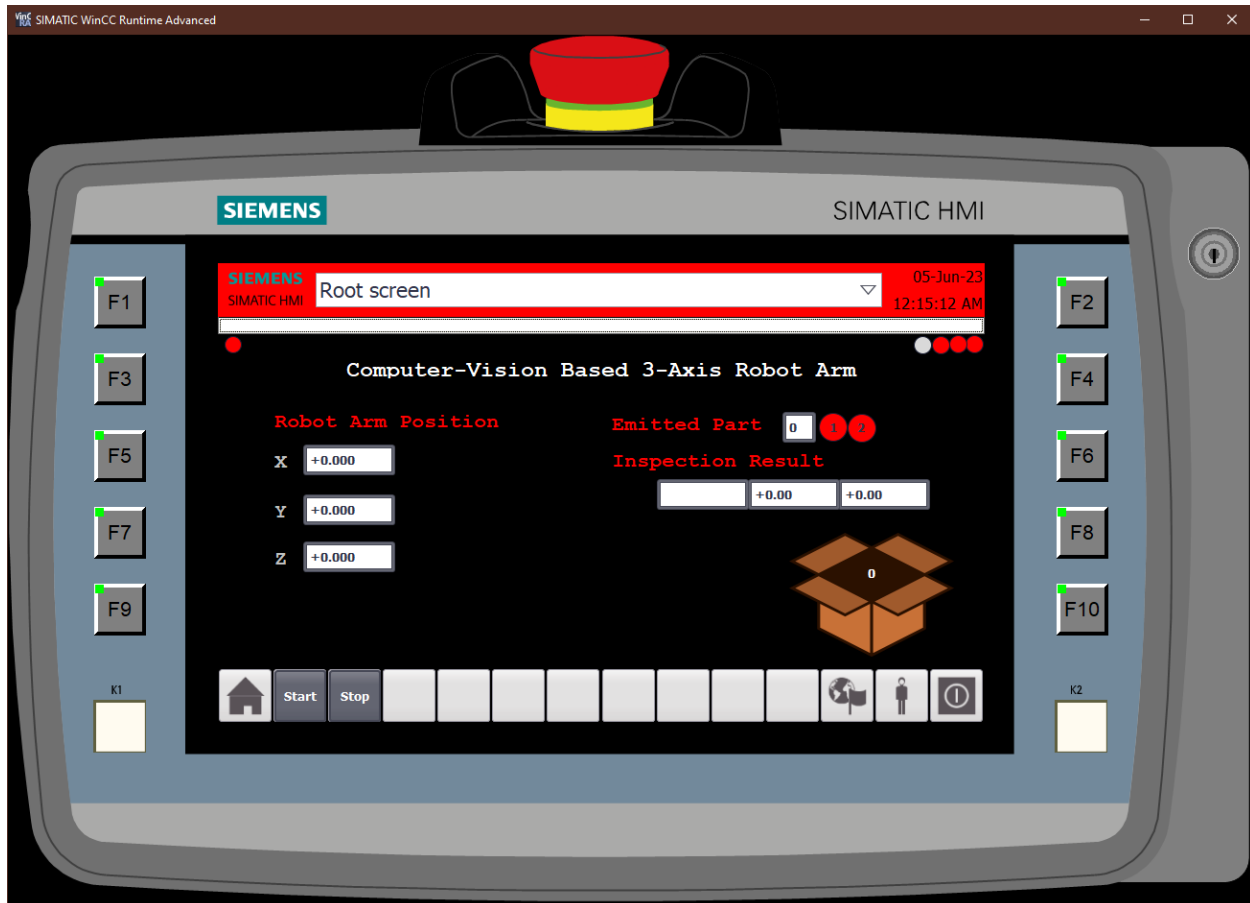 SIMATIC WinCC Runtime Advanced
SIEMENS
SIMATIC HMI
SIEMENS
SIMATIC HMI
Root screen
05-Jun-23
12:15:12 AM
F1
F2
F3
F4
F5
F6
F7
F8
F9
F10
K1
K2
Computer-Vision Based 3-Axis Robot Arm
Robot Arm Position
X +0.000
Y +0.000
Z +0.000
Emitted Part 0 1 2
Inspection Result
+0.00 +0.00
0
Start Stop